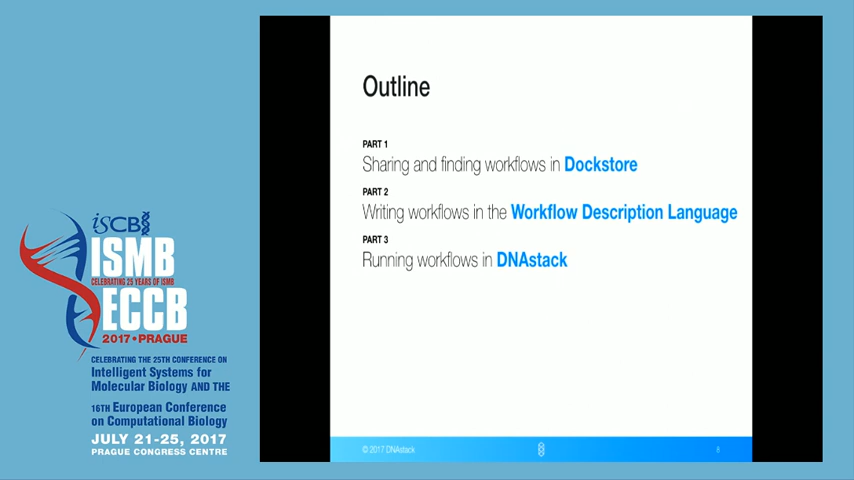 Outline
PART 1
Sharing and finding workflows in Dockstore
PART 2
Writing workflows in the Workflow Description Language
PART 3
Running workflows in DNAstack
© 2017 DNAstack
isCB
ISMB
CELEBRATING 25 YEARS OF ISMB
ECCB
2017 • PRAGUE
CELEBRATING THE 25TH CONFERENCE ON
Intelligent Systems for
Molecular Biology AND THE
16TH European Conference
on Computational Biology
JULY 21-25, 2017
PRAGUE CONGRESS CENTRE